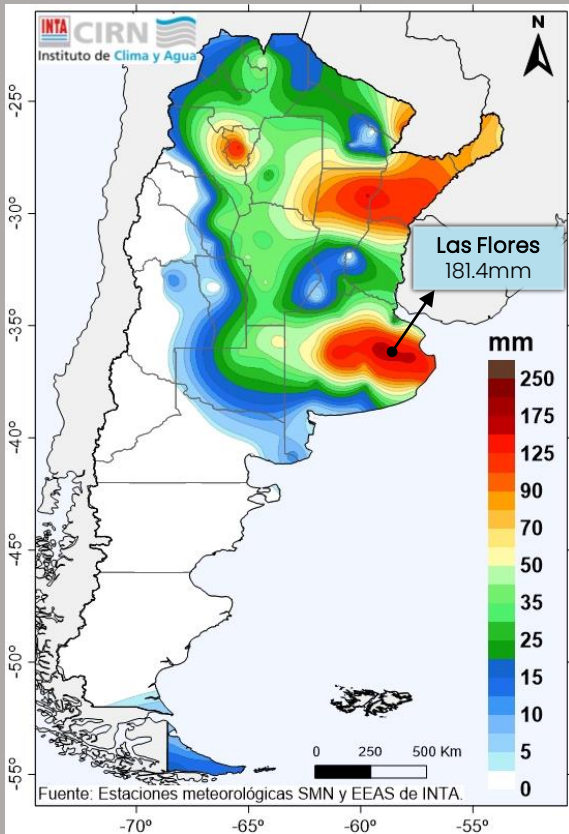 INTA
CIRN
Instituto de Clima y Agua
N
-25°
-30°
-35°
-40°
-45°
-50°
-55°
Las Flores
181.4mm
mm
250
175
125
90
70
50
35
25
15
10
5
0
0 250 500 Km
Fuente: Estaciones meteorológicas SMN y EEAS de INTA.
-70° -65° -60° -55°